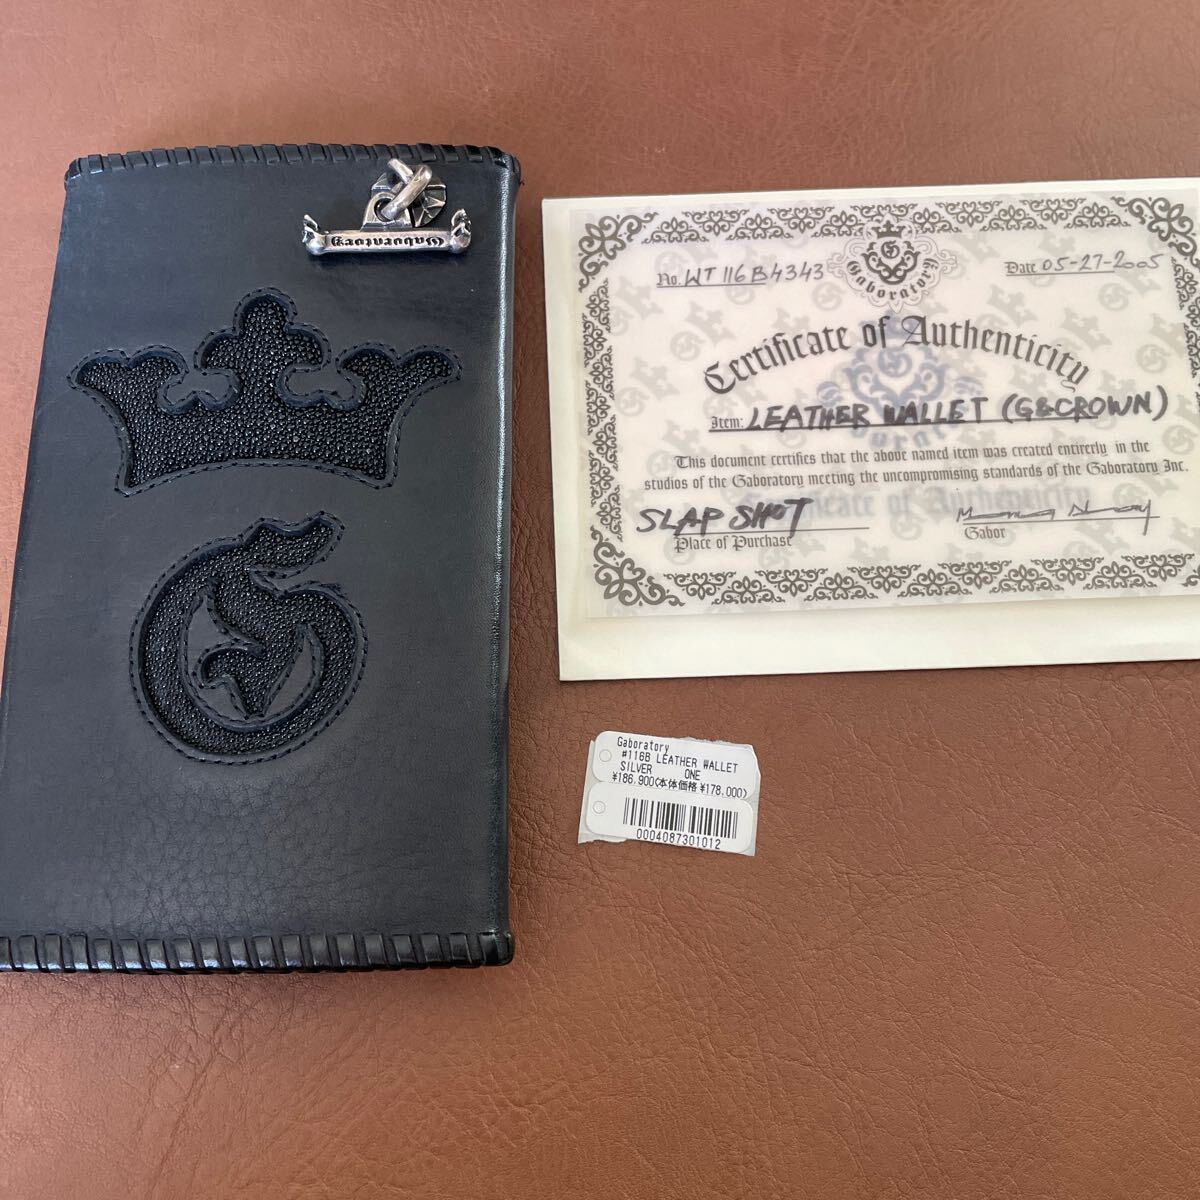 Gaboratory
G
No. WT 116B4343
G
Gaboratory
Date 05-27-2005
Certificate of Authenticity
Item: LEATHER WALLET (G&CROWN)
This document certifies that the above named item was created entirerly in the
studios of the Gaboratory meeting the uncompromising standards of the Gaboratory Inc.
SLAP SHOT
Place of Purchase
Gabor
Gaboratory
#116B LEATHER WALLET
SILVER ONE
¥186,900(本体価格¥178,000)
0004087301012